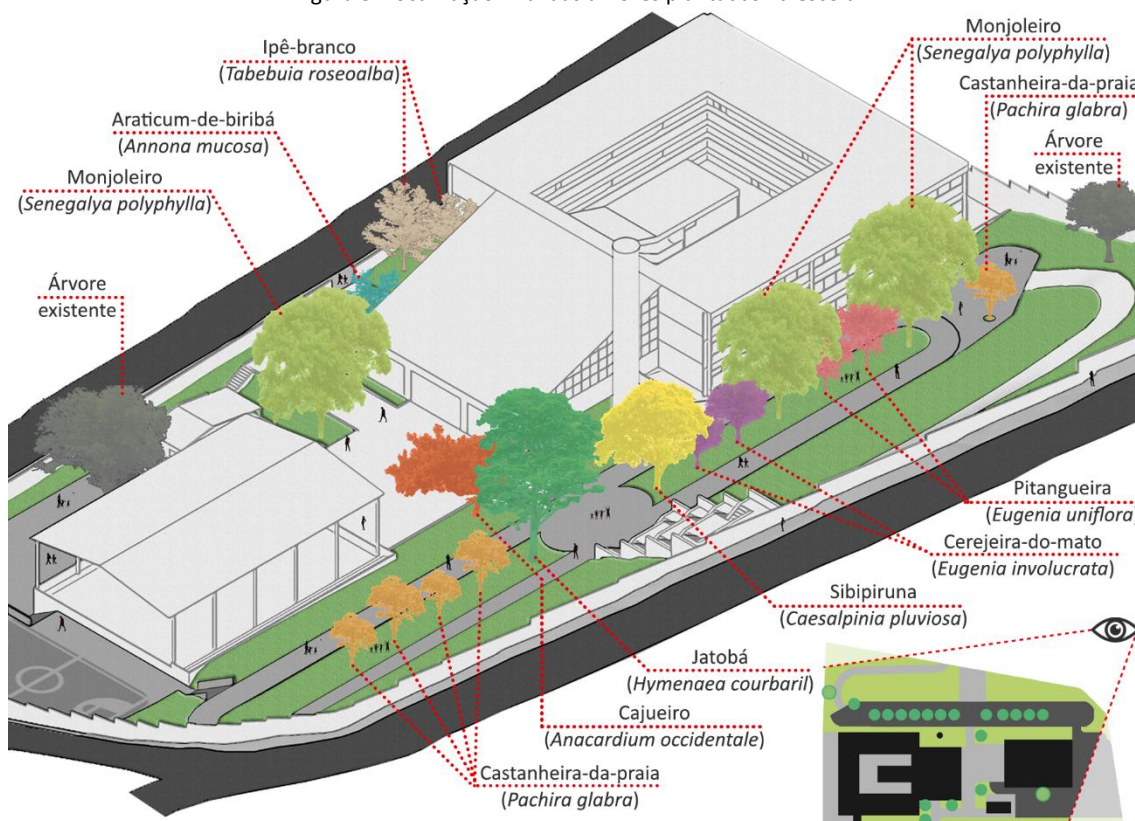 Ipê-branco
(Tabebuia roseoalba)
Araticum-de-biribá
(Annona mucosa)
Monjoleiro
(Senegalya polyphylla)
Árvore
existente
Monjoleiro
(Senegalya polyphylla)
Castanheira-da-praia
(Pachira glabra)
Árvore
existente
Pitangueira
(Eugenia uniflora)
Cerejeira-do-mato
(Eugenia involucrata)
Sibipiruna
(Caesalpinia pluviosa)
Jatobá
(Hymenaea courbaril)
Cajueiro
(Anacardium occidentale)
Castanheira-da-praia
(Pachira glabra)